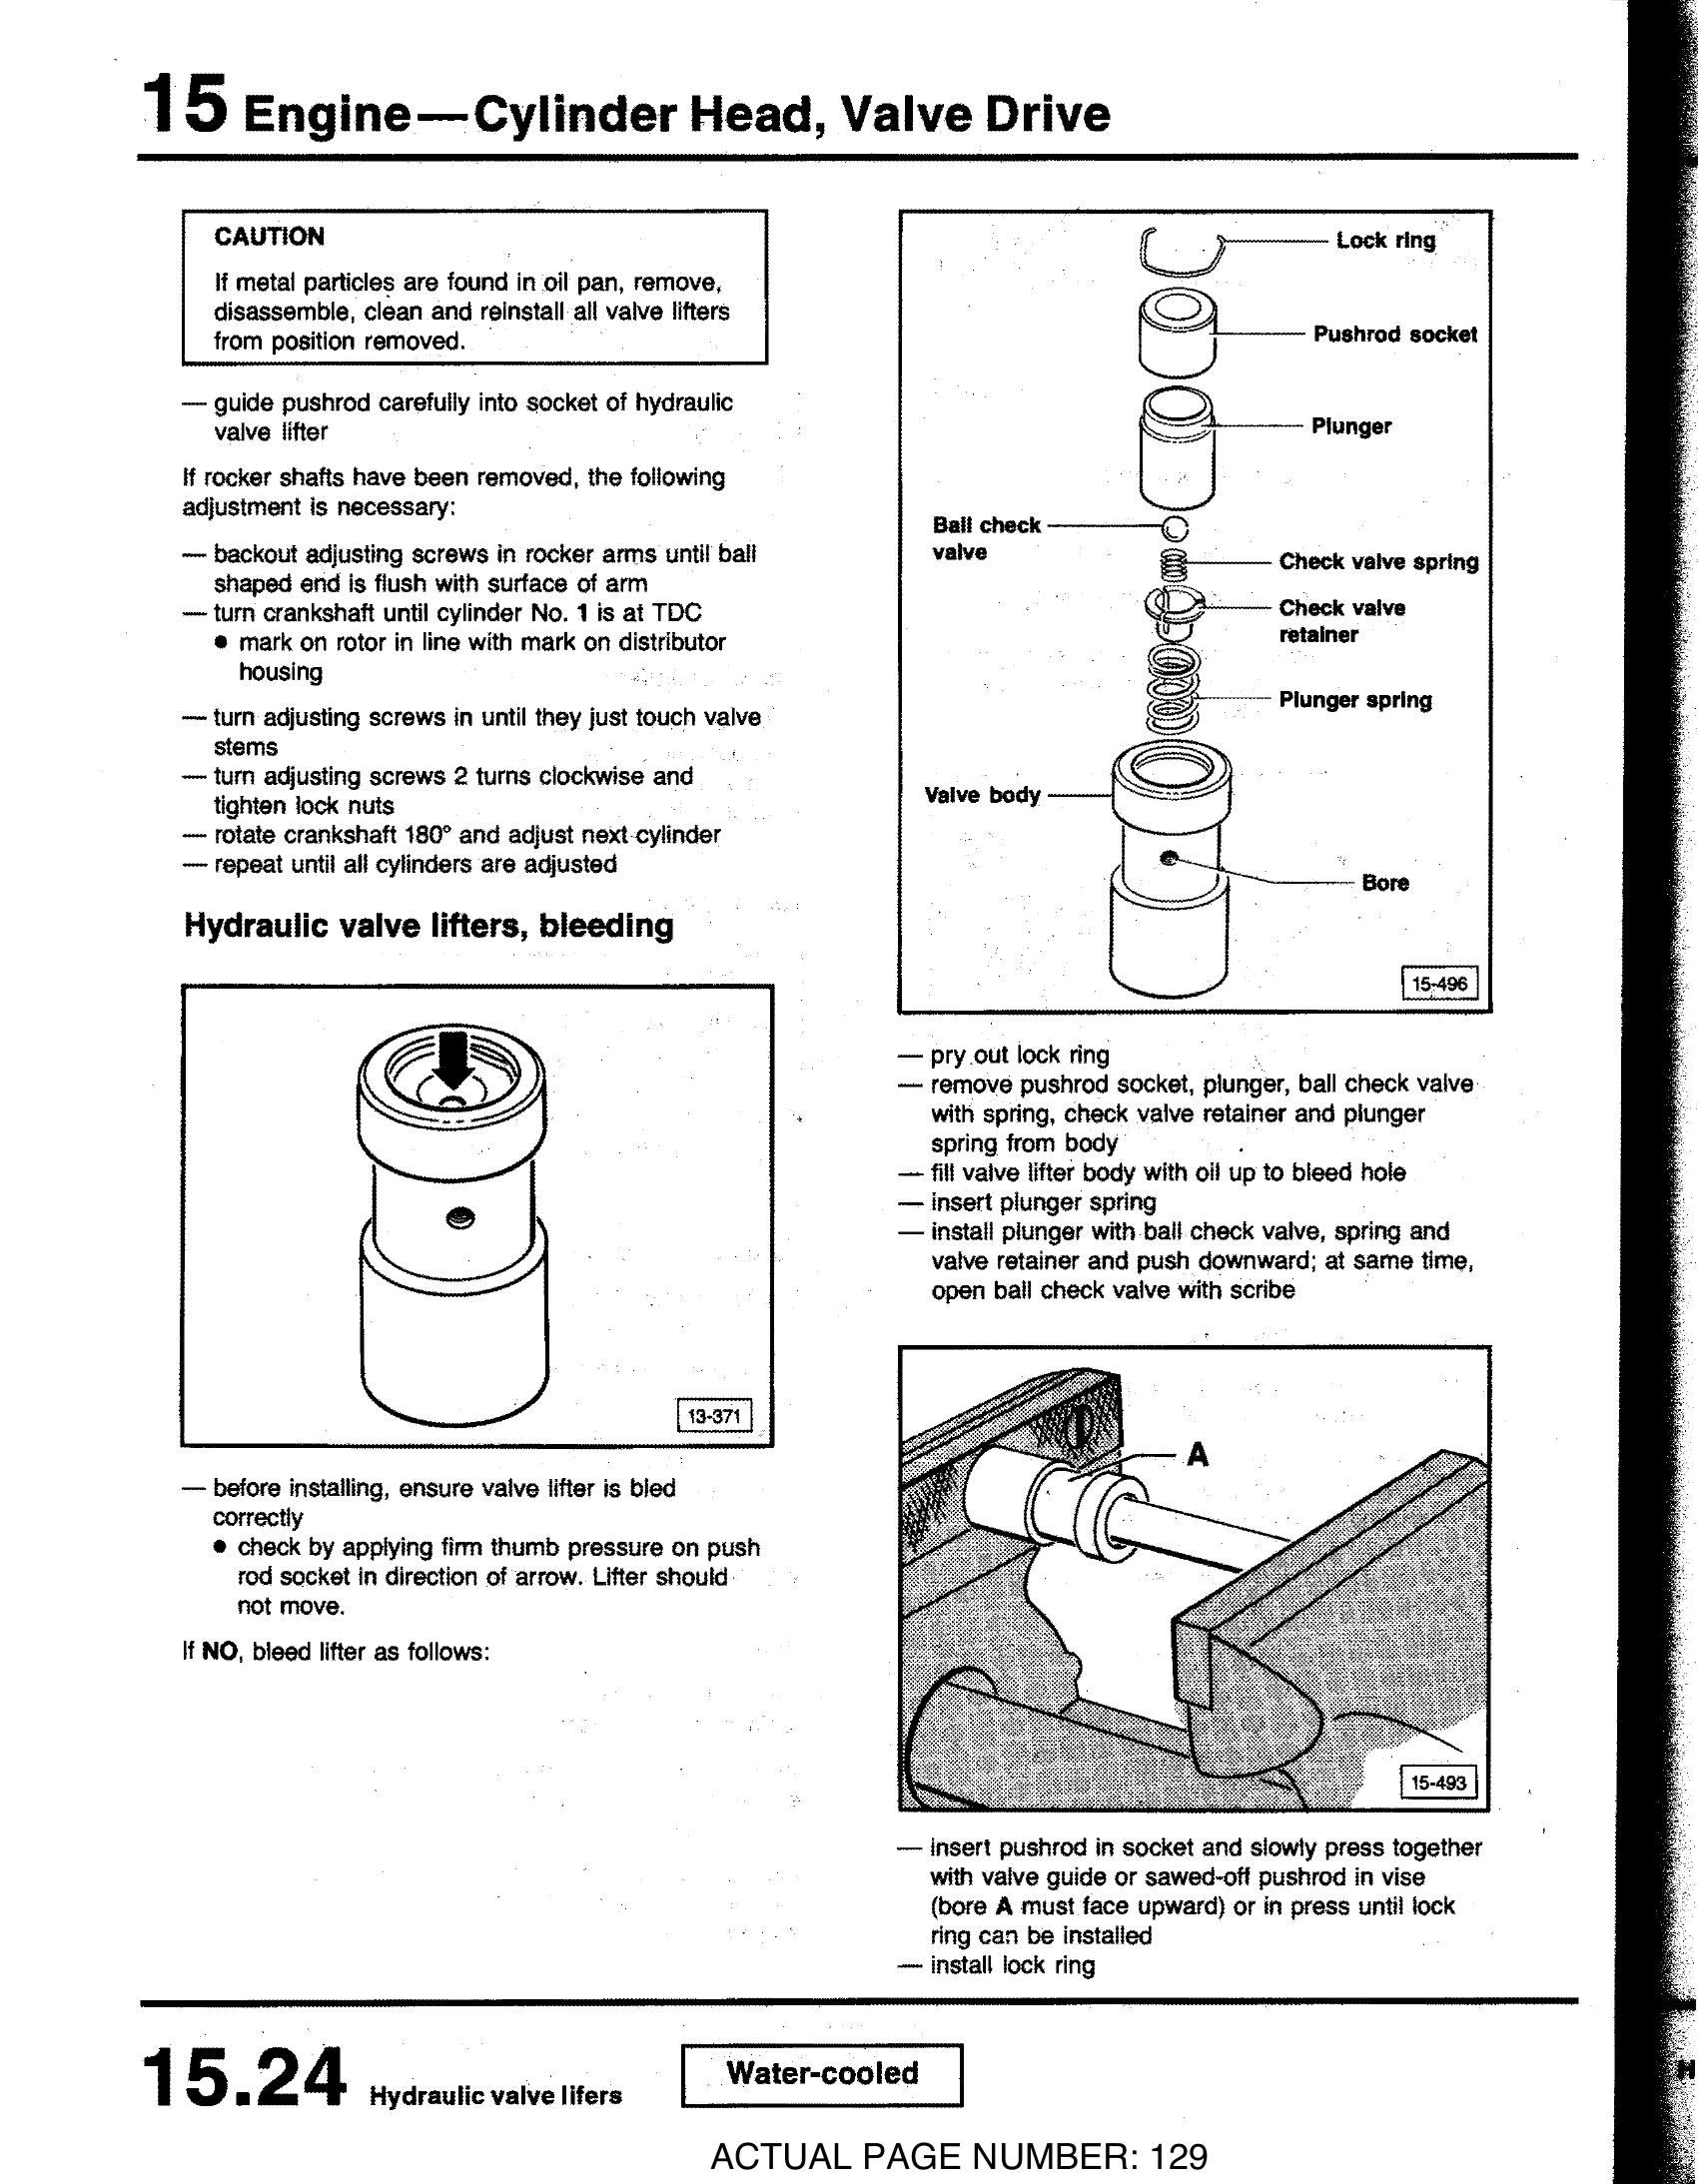 15 Engine—Cylinder Head, Valve Drive
CAUTION
If metal particles are found in oil pan, remove,
disassemble, clean and reinstall all valve lifters
from position removed.
— guide pushrod carefully into socket of hydraulic
valve lifter
If rocker shafts have been removed, the following
adjustment is necessary:
— backout adjusting screws in rocker arms until ball
shaped end is flush with surface of arm
— turn crankshaft until cylinder No. 1 is at TDC
● mark on rotor in line with mark on distributor
housing
— turn adjusting screws in until they just touch valve
stems
— turn adjusting screws 2 turns clockwise and
tighten lock nuts
— rotate crankshaft 180° and adjust next cylinder
— repeat until all cylinders are adjusted
Hydraulic valve lifters, bleeding
13-371
— before installing, ensure valve lifter is bled
correctly
● check by applying firm thumb pressure on push
rod socket in direction of arrow. Lifter should
not move.
If NO, bleed lifter as follows:
Lock ring
Pushrod socket
Plunger
Ball check
valve
Check valve spring
Check valve
retainer
Plunger spring
Valve body
Bore
15-496
— pry out lock ring
— remove pushrod socket, plunger, ball check valve
with spring, check valve retainer and plunger
spring from body
— fill valve lifter body with oil up to bleed hole
— insert plunger spring
— install plunger with ball check valve, spring and
valve retainer and push downward; at same time,
open ball check valve with scribe
A
15-493
— insert pushrod in socket and slowly press together
with valve guide or sawed-off pushrod in vise
(bore A must face upward) or in press until lock
ring can be installed
— install lock ring
15.24 Hydraulic valve lifers
Water-cooled
H
ACTUAL PAGE NUMBER: 129